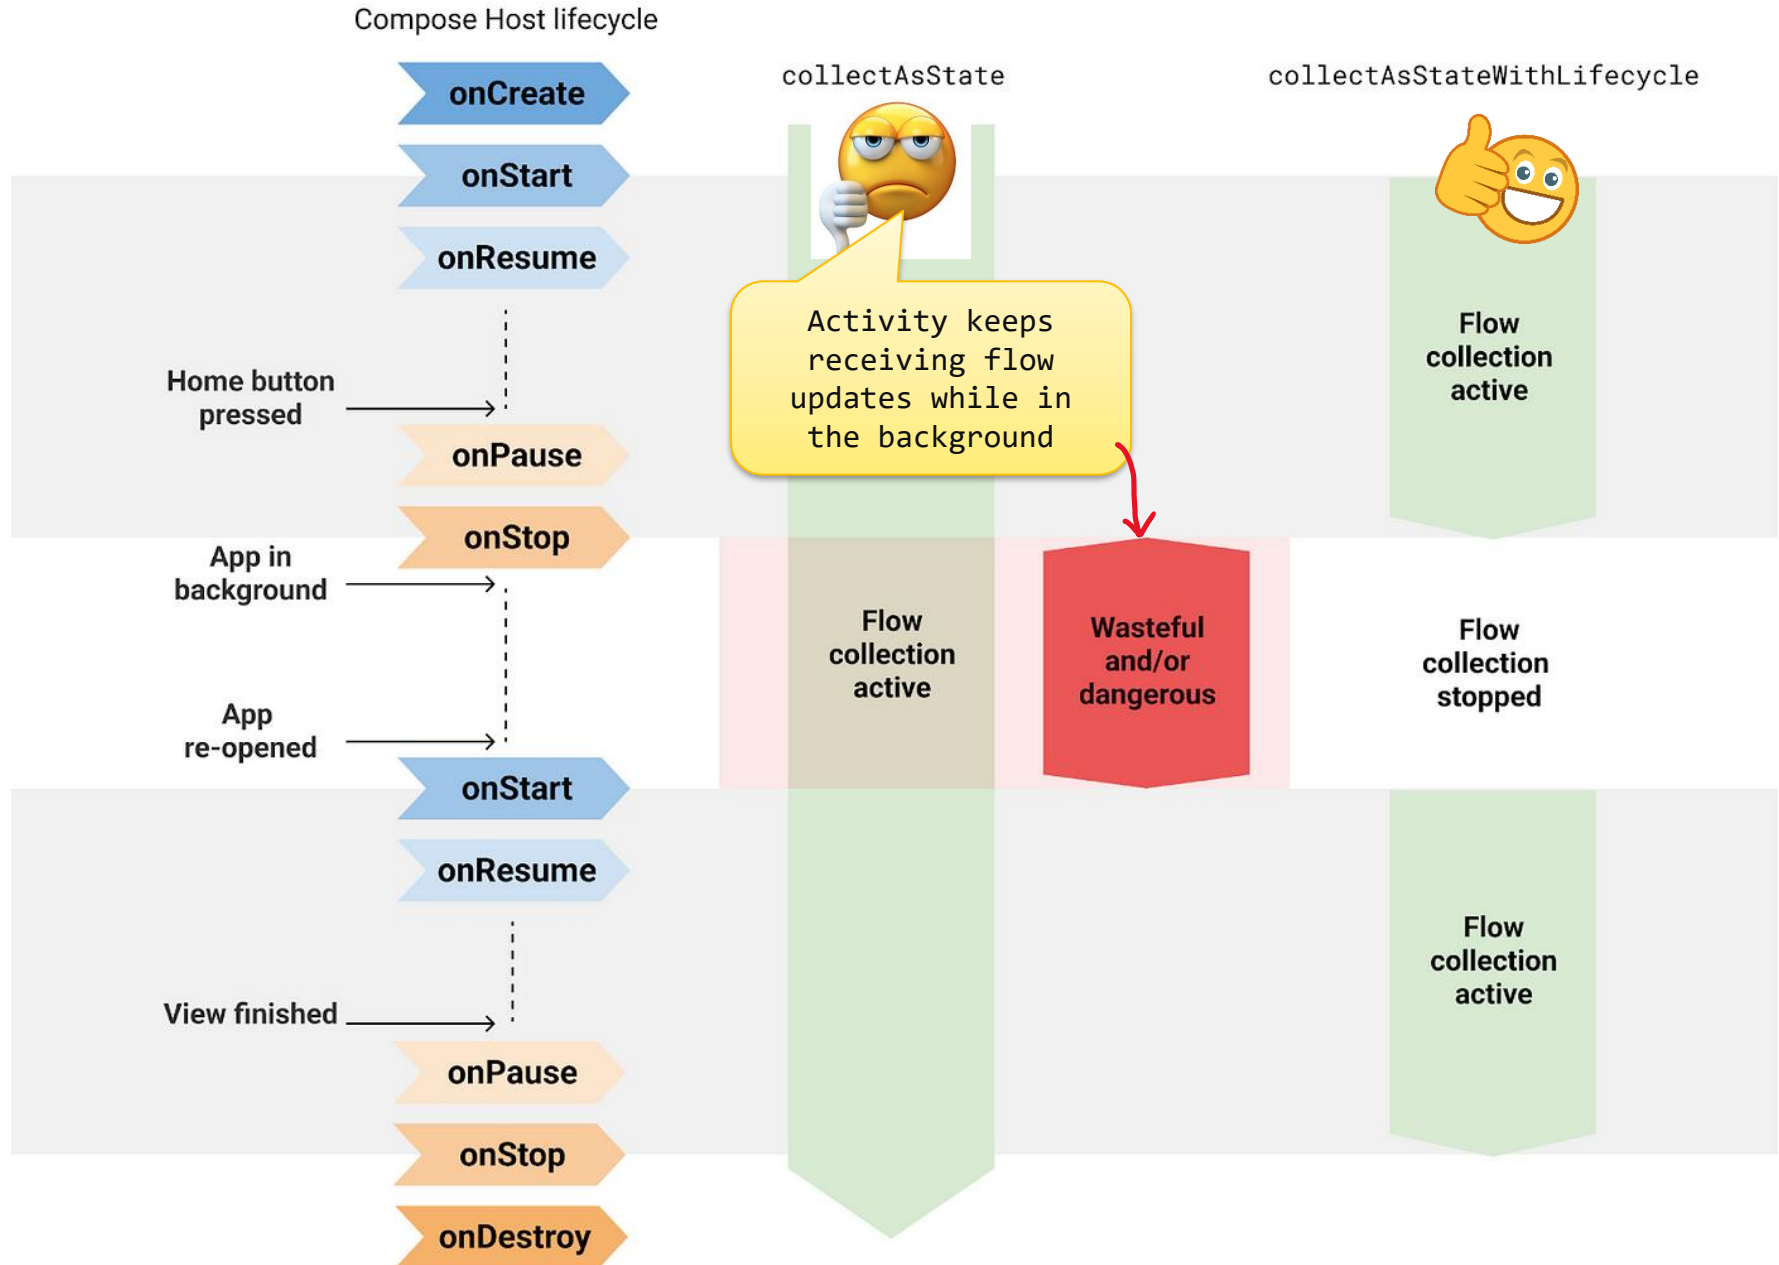 Compose Host lifecycle
collectAsState
collectAsStateWithLifecycle
onCreate
onStart
onResume
Activity keeps
receiving flow
updates while in
the background
Flow
collection
active
Home button
pressed
onPause
onStop
App in
background
Flow
collection
active
Wasteful
and/or
dangerous
Flow
collection
stopped
App
re-opened
onStart
onResume
Flow
collection
active
View finished
onPause
onStop
onDestroy